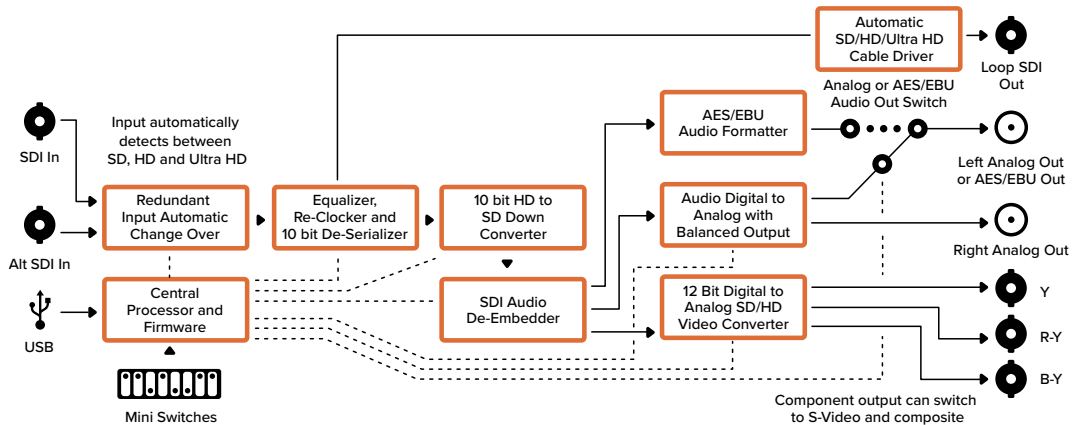 Automatic
SD/HD/Ultra HD
Cable Driver
Loop SDI
Out
Analog or AES/EBU
Audio Out Switch
SDI In
Input automatically
detects between
SD, HD and Ultra HD
AES/EBU
Audio Formatter
Left Analog Out
or AES/EBU Out
Redundant
Input Automatic
Change Over
Equalizer,
Re-Clocker and
10 bit De-Serializer
10 bit HD to
SD Down
Converter
Audio Digital to
Analog with
Balanced Output
Alt SDI In
Right Analog Out
Central
Processor and
Firmware
SDI Audio
De-Embedder
12 Bit Digital to
Analog SD/HD
Video Converter
Y
USB
R-Y
B-Y
Mini Switches
Component output can switch
to S-Video and composite